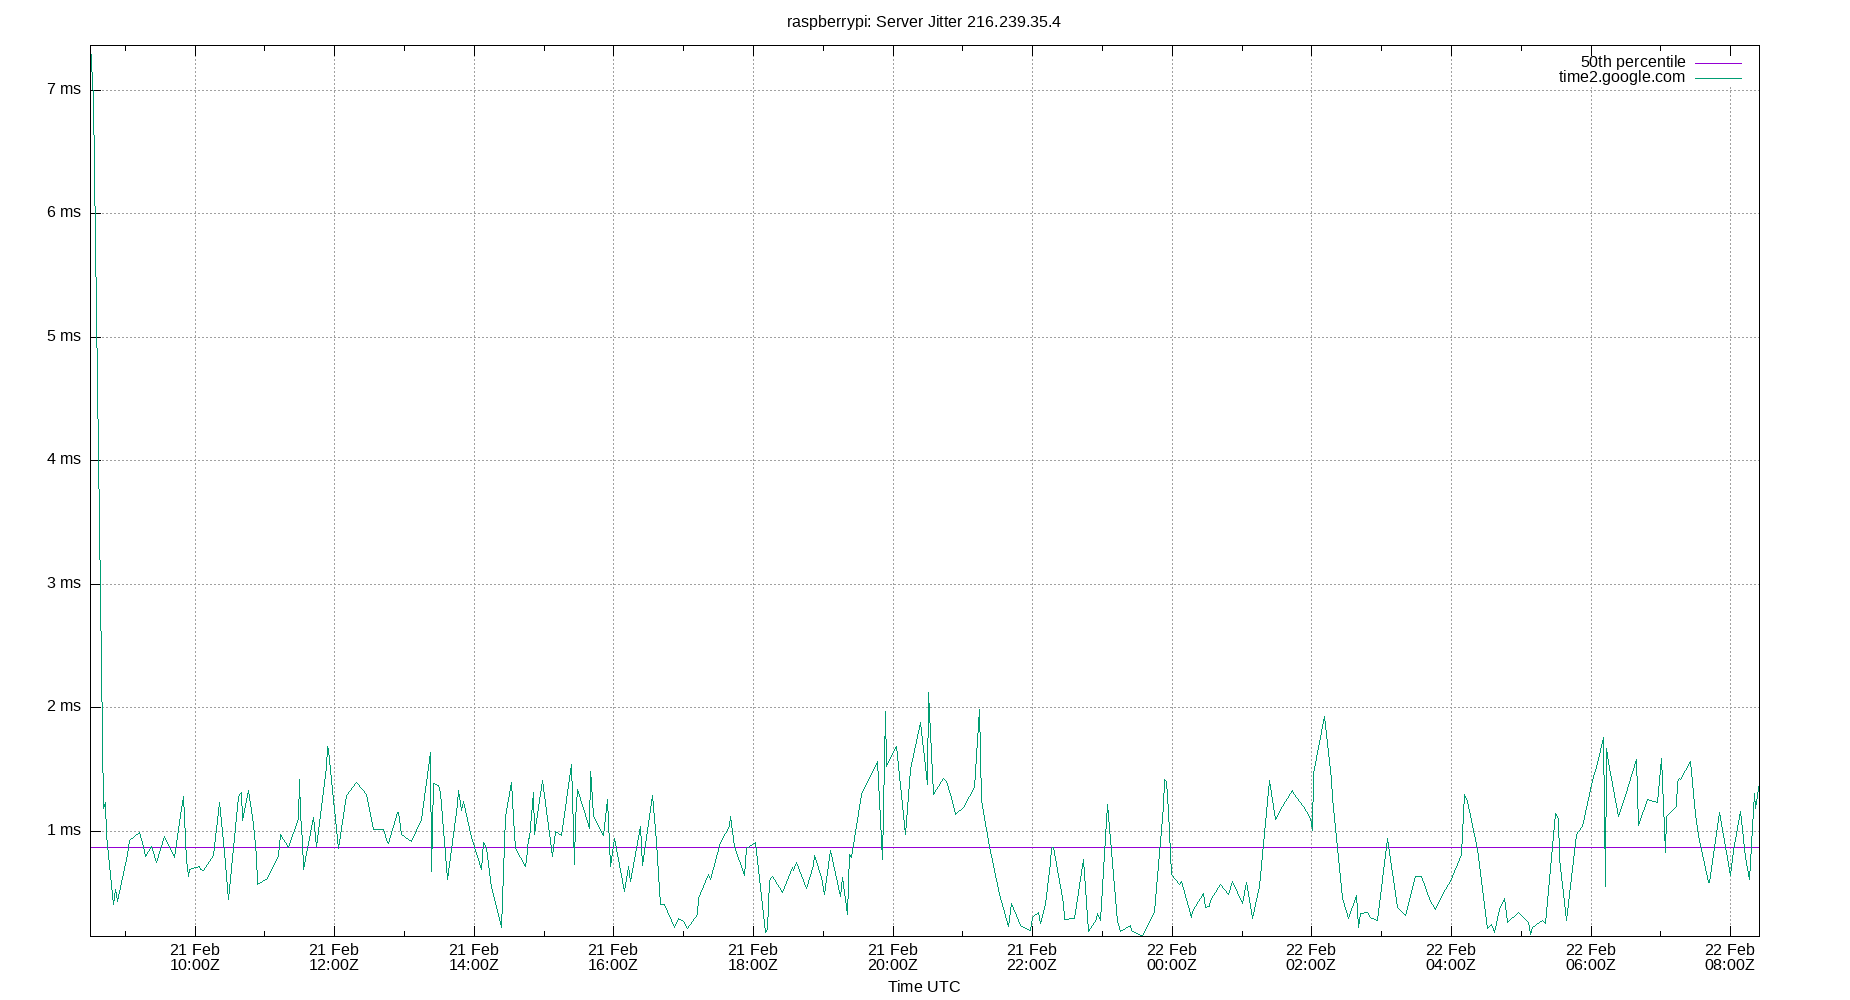 raspberrypi: Server Jitter 216.239.35.4
50th percentile
time2.google.com
7 ms
6 ms
5 ms
4 ms
3 ms
2 ms
1 ms
21 Feb 21 Feb 21 Feb 21 Feb 21 Feb 21 Feb 21 Feb 22 Feb 22 Feb 22 Feb 22 Feb 22 Feb
10:00Z 12:00Z 14:00Z 16:00Z 18:00Z 20:00Z 22:00Z 00:00Z 02:00Z 04:00Z 06:00Z 08:00Z
Time UTC